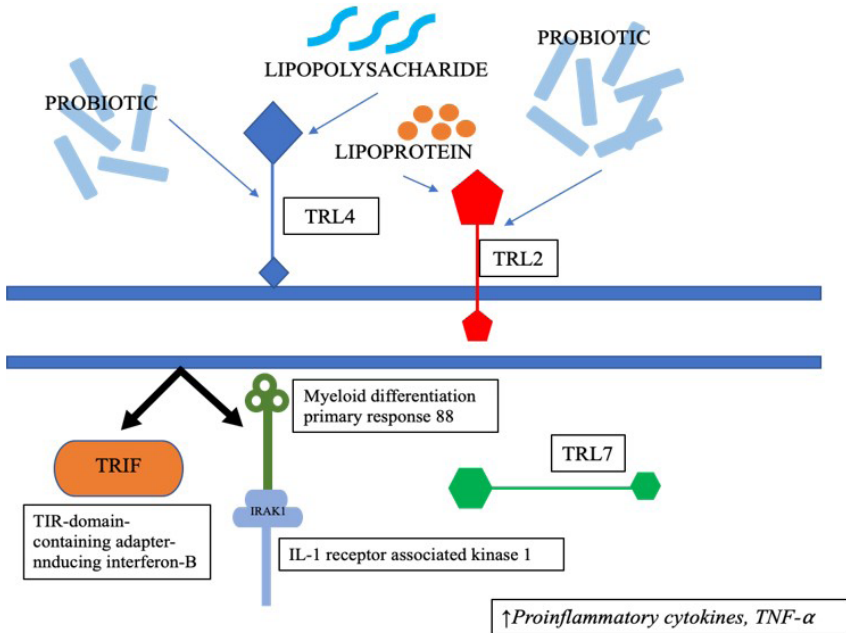 LIPOPOLYSACHARIDE
PROBIOTIC
PROBIOTIC
LIPOPROTEIN
TRL4
TRL2
Myeloid differentiation
primary response 88
TRIF
TRL7
IRAK1
TIR-domain-
containing adapter-
nnducing interferon-B
IL-1 receptor associated kinase 1
↑Proinflammatory cytokines, TNF-α